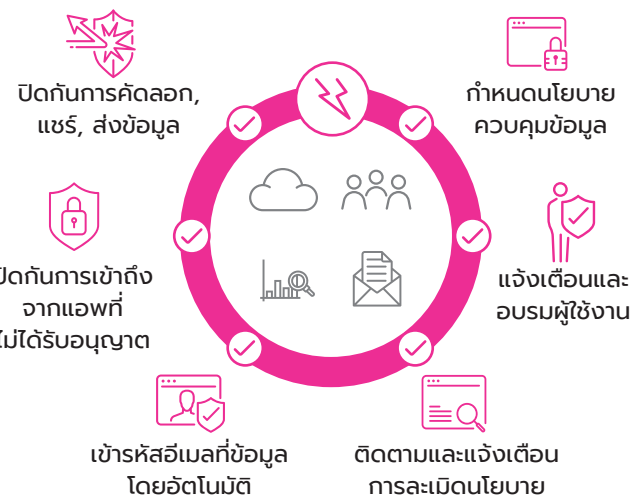 ปิดกันการคัดลอก,
แชร์, ส่งข้อมูล
กำหนดนโยบาย
ควบคุมข้อมูล
ปิดกันการเข้าถึง
จากแอพที่
ไม่ได้รับอนุญาต
แจ้งเตือนและ
อบรมผู้ใช้งาน
เข้ารหัสอีเมลที่ข้อมูล
โดยอัตโนมัติ
ติดตามและแจ้งเตือน
การละเมิดนโยบาย